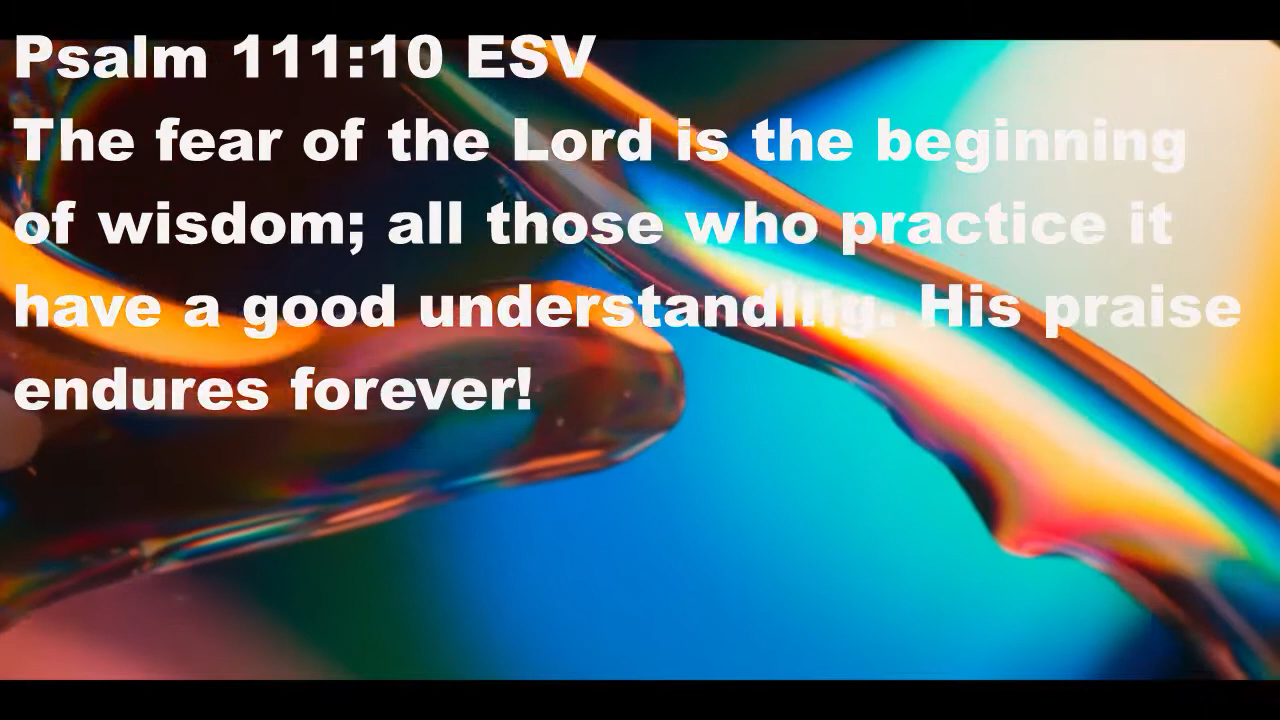 Psalm 111:10 ESV
The fear of the Lord is the beginning
of wisdom; all those who practice it
have a good understanding. His praise
endures forever!